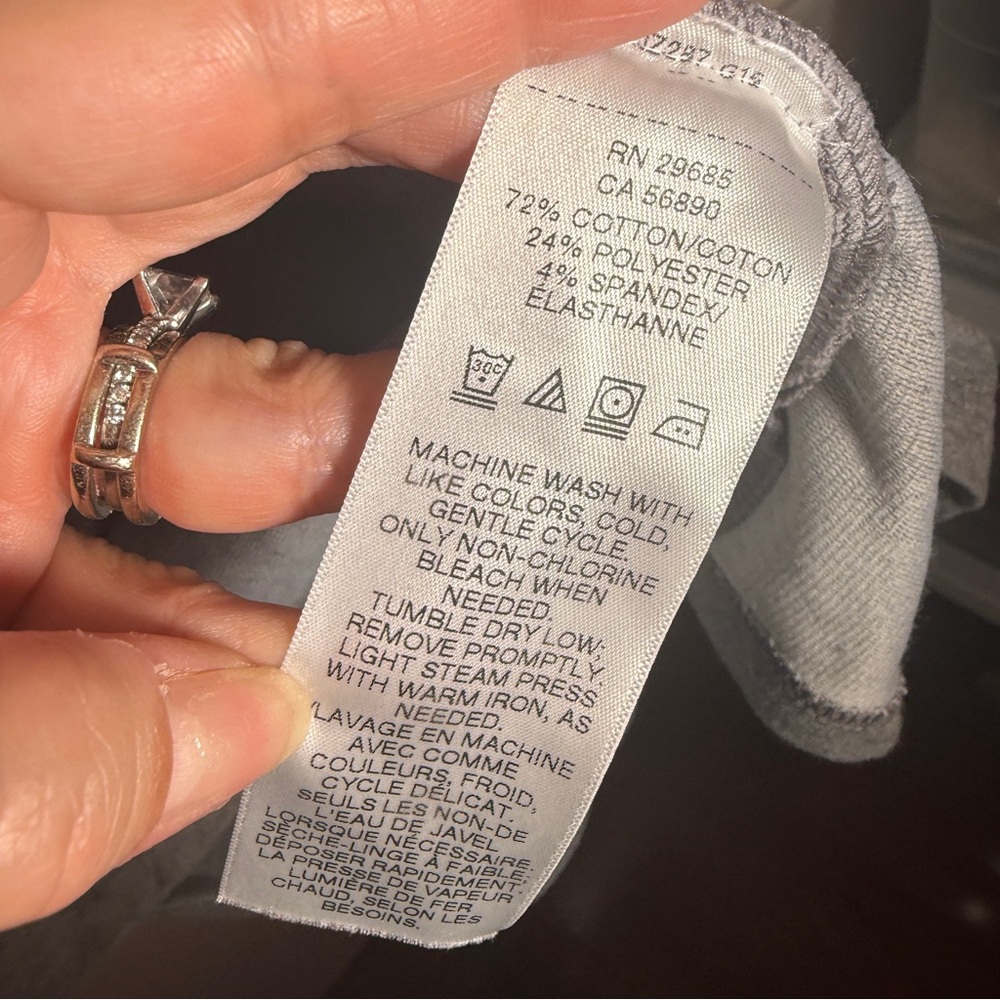 RN 29685
CA 56890
72% COTTON/COTON
24% POLYESTER
4% SPANDEX/
ÉLASTHANNE
30C
MACHINE WASH WITH
LIKE COLORS, COLD,
GENTLE CYCLE.
ONLY NON-CHLORINE
BLEACH WHEN
NEEDED.
TUMBLE DRY LOW.
REMOVE PROMPTLY.
LIGHT STEAM PRESS
WITH WARM IRON, AS
NEEDED.
/LAVAGE EN MACHINE
AVEC COMME
COULEURS, FROID,
CYCLE DÉLICAT.
SEULS LES NON-DE
L'EAU DE JAVEL
LORSQUE NÉCESSAIRE.
SÈCHE-LINGE À FAIBLE.
DÉPOSER RAPIDEMENT.
LA PRESSE DE VAPEUR
LUMIÈRE DE FER
CHAUD, SELON LES
BESOINS.